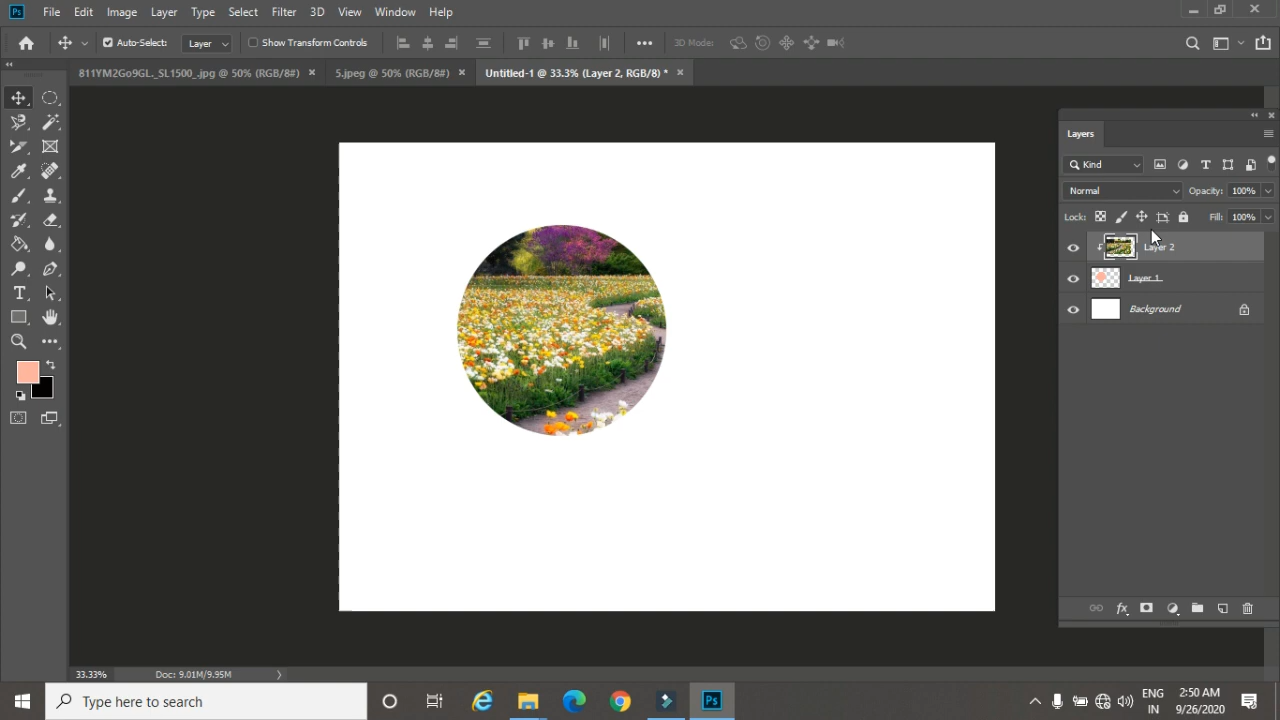 Ps File Edit Image Layer Type Select Filter 3D View Window Help
Auto-Select: Layer Show Transform Controls 3D Mode:
811YM2Go9GL._SL1500_.jpg @ 50% (RGB/8#) × 5.jpeg @ 50% (RGB/8#) × Untitled-1 @ 33.3% (Layer 2, RGB/8) * ×
Layers
Kind
Normal Opacity: 100%
Lock: Fill: 100%
Layer 2
Layer 1
Background
33.33% Doc: 9.01M/9.95M
Type here to search
Ps
ENG
IN
2:50 AM
9/26/2020